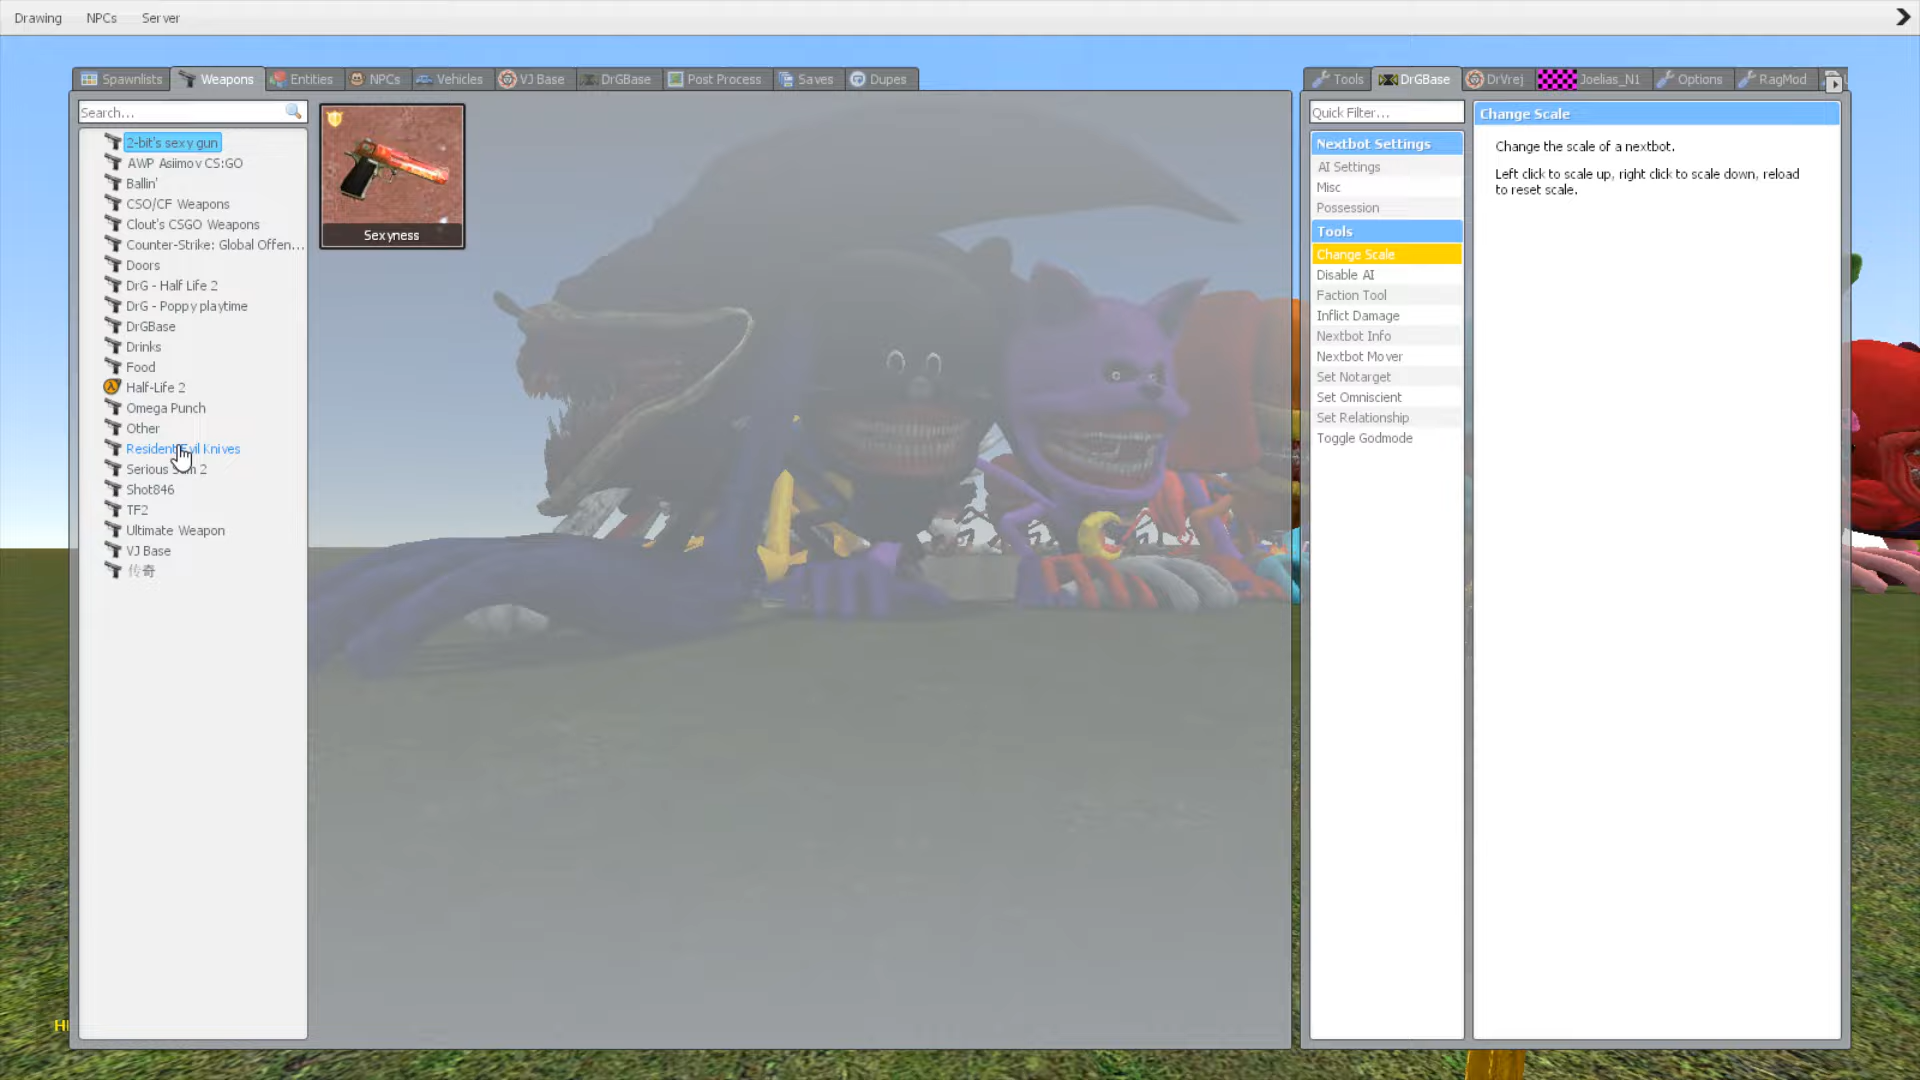 Drawing NPCs Server
Spawnlists Weapons Entities NPCs Vehicles VJ Base DrGBase Post Process Saves Dupes
Search...
2-bit's sexy gun
AWP Asiimov CS:GO
Ballin'
CSO/CF Weapons
Clout's CSGO Weapons
Counter-Strike: Global Offen...
Doors
DrG - Half Life 2
DrG - Poppy playtime
DrGBase
Drinks
Food
Half-Life 2
Omega Punch
Other
Resident Evil Knives
Serious Sam 2
Shot846
TF2
Ultimate Weapon
VJ Base
传奇
Sexyness
Tools DrGBase DrVrej Joelias_N1 Options RagMod
Quick Filter...
Nextbot Settings
AI Settings
Misc
Possession
Tools
Change Scale
Disable AI
Faction Tool
Inflict Damage
Nextbot Info
Nextbot Mover
Set Notarget
Set Omniscient
Set Relationship
Toggle Godmode
Change Scale
Change the scale of a nextbot.
Left click to scale up, right click to scale down, reload
to reset scale.